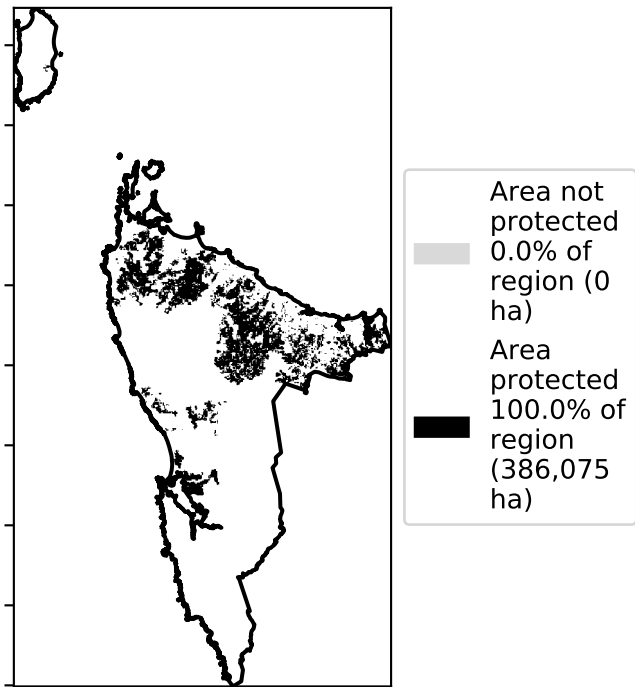 Area not
protected
0.0% of
region (0
ha)
Area
protected
100.0% of
region
(386,075
ha)